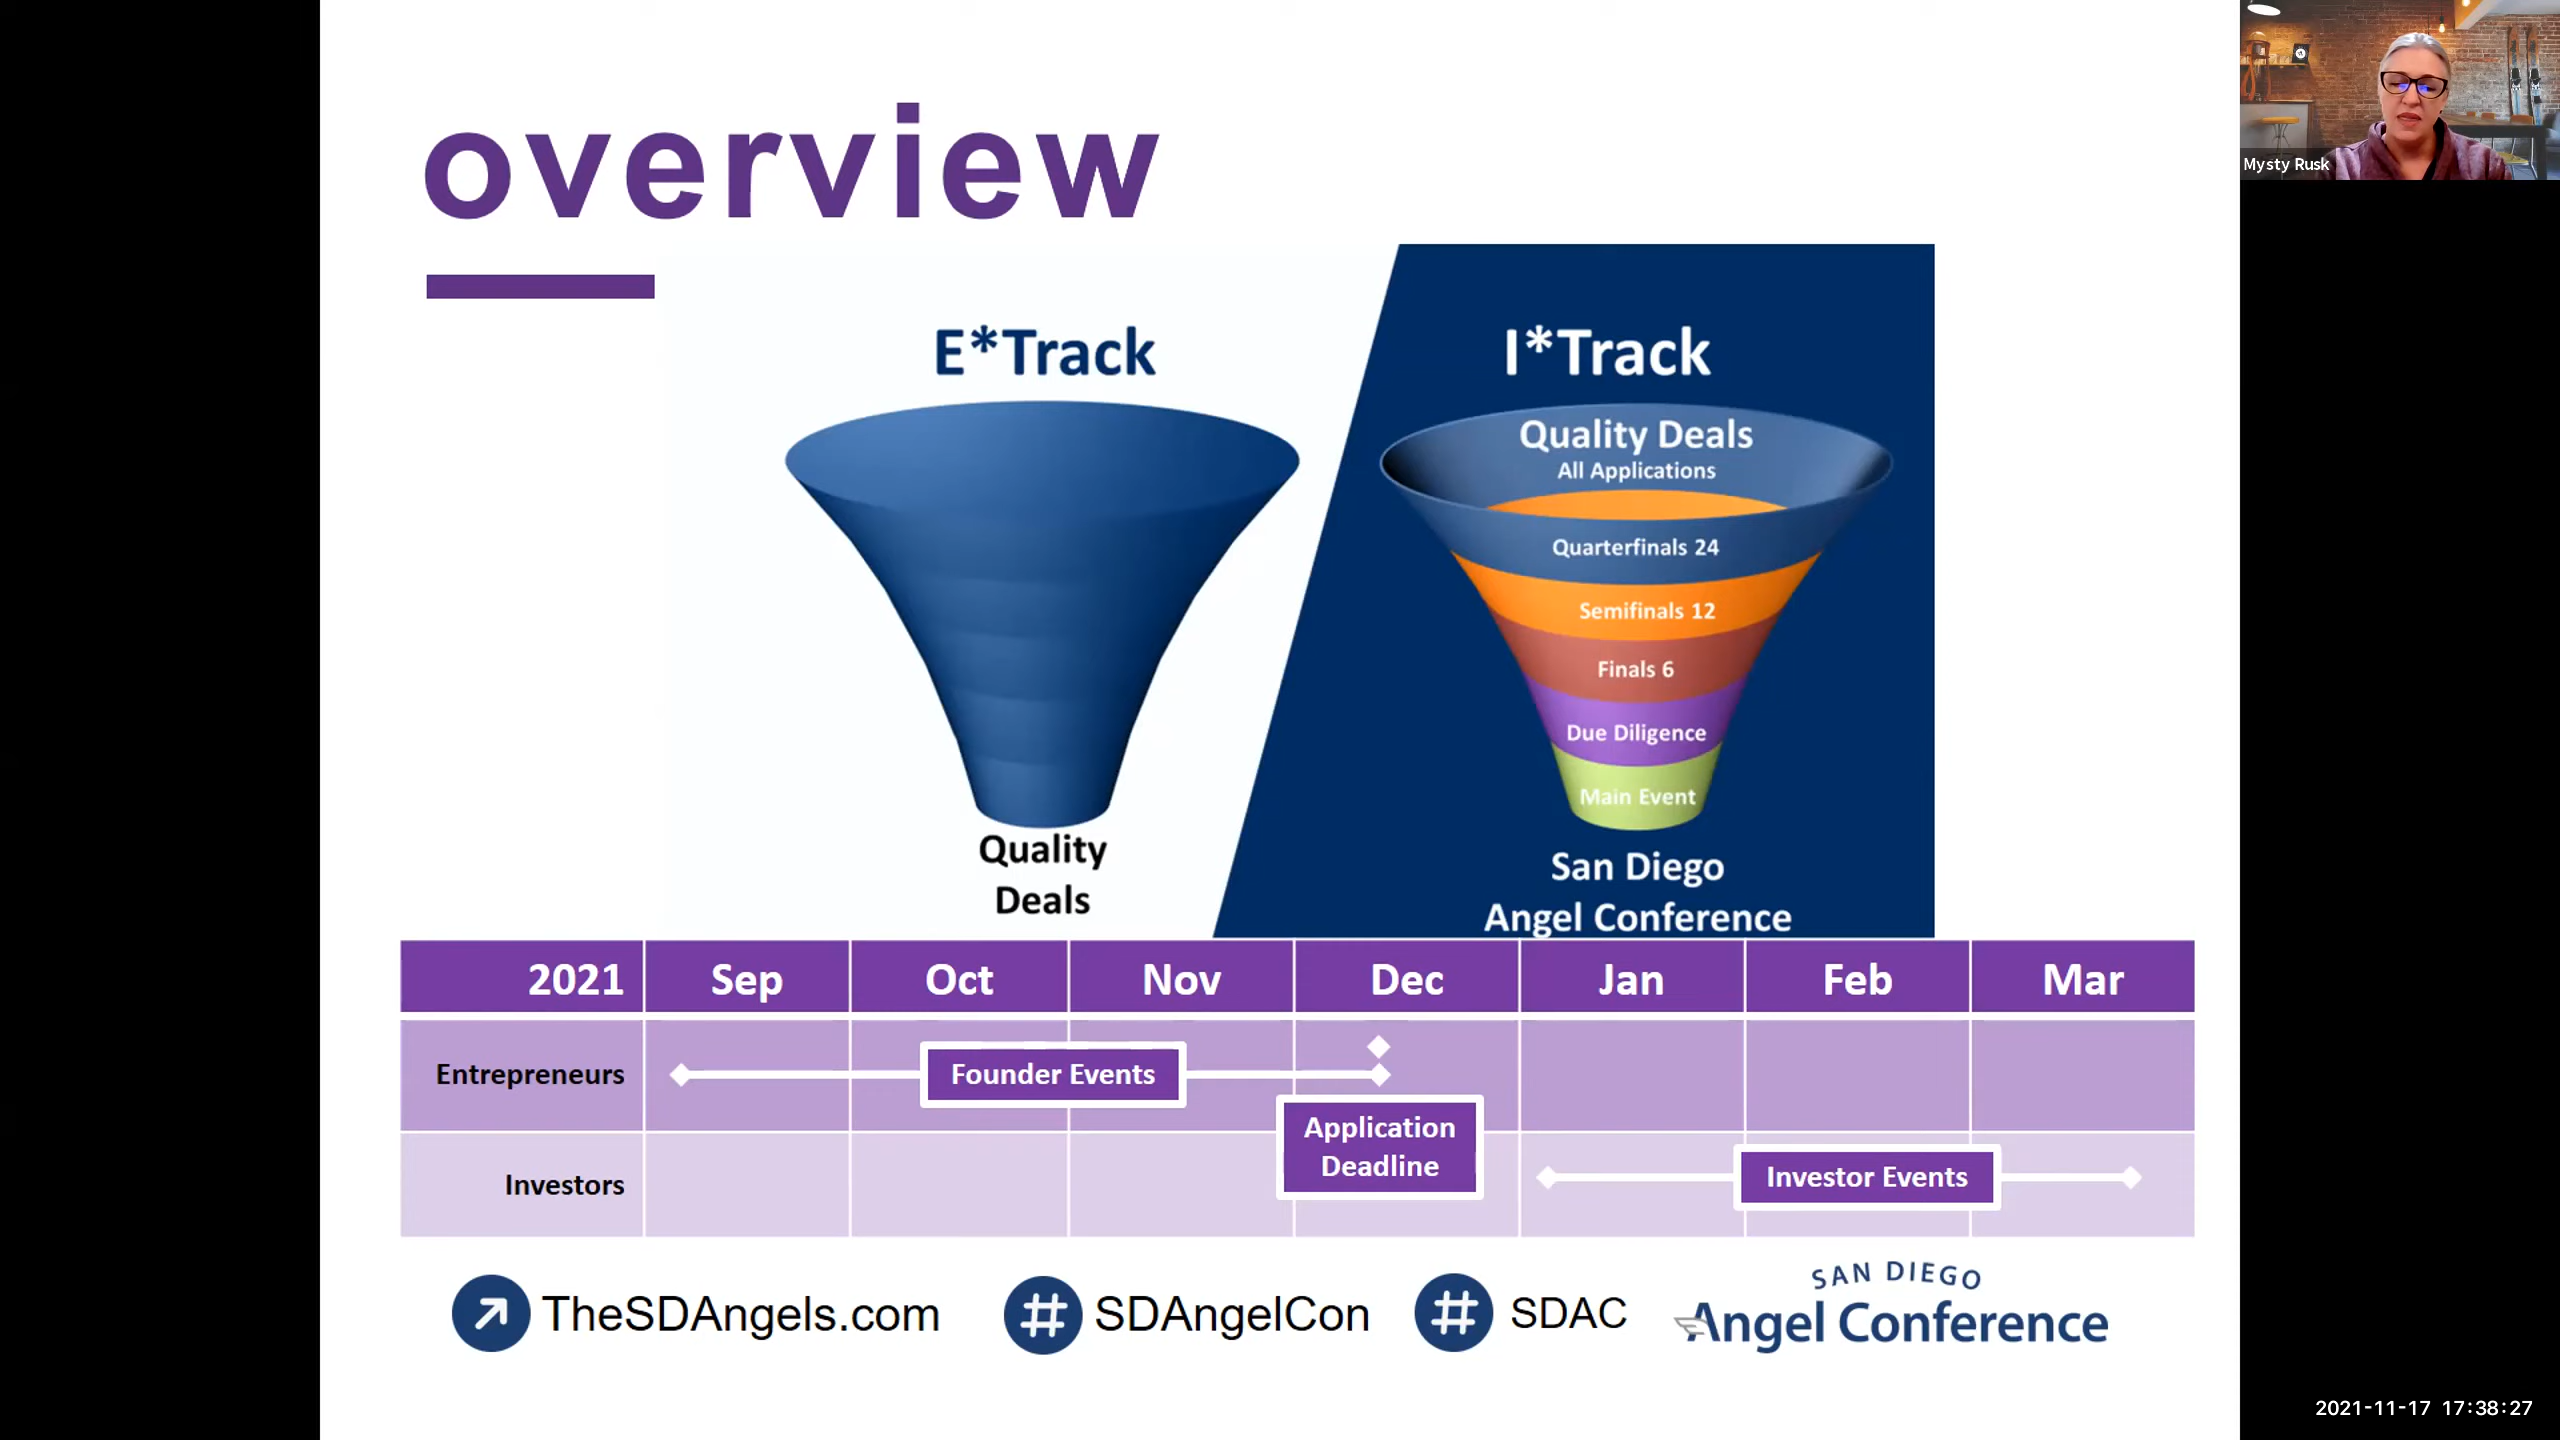 overview
Mysty Rusk
E*Track
I*Track
Quality Deals
All Applications
Quarterfinals 24
Semifinals 12
Finals 6
Due Diligence
Main Event
Quality
Deals
San Diego
Angel Conference
2021 Sep Oct Nov Dec Jan Feb Mar
Entrepreneurs
Founder Events
Application
Deadline
Investors
Investor Events
TheSDAngels.com
# SDAngelCon
# SDAC
SAN DIEGO
Angel Conference
2021-11-17 17:38:27